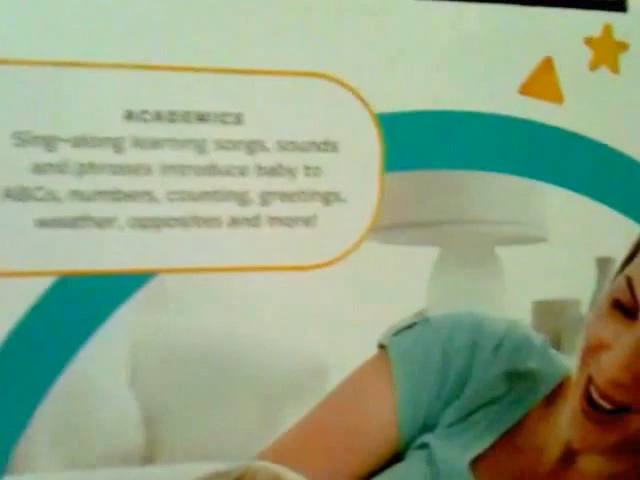 ACADEMICS
Sing-along learning songs, sounds
and phrases introduce baby to
ABCs, numbers, counting, greetings,
weather, opposites and more!